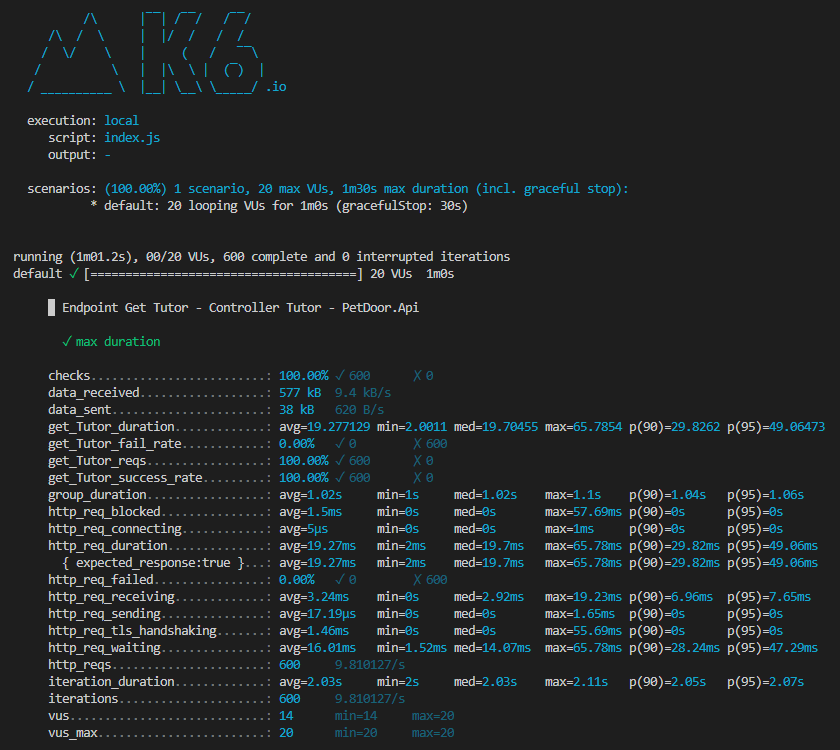 /\      |‾‾| /‾‾/   /‾‾/
     /\  /  \     |  |/  /   /  /
    /  \/    \    |     (   /   ‾‾\
   /          \   |  |\  \ |  (‾)  |
  / __________ \  |__| \__\ \_____/ .io
execution: local
script: index.js
output: -
scenarios: (100.00%) 1 scenario, 20 max VUs, 1m30s max duration (incl. graceful stop):
* default: 20 looping VUs for 1m0s (gracefulStop: 30s)
running (1m01.2s), 00/20 VUs, 600 complete and 0 interrupted iterations
default ✓ [======================================] 20 VUs  1m0s
█ Endpoint Get Tutor - Controller Tutor - PetDoor.Api
✓ max duration
checks.........................: 100.00% ✓ 600      ✗ 0
data_received..................: 577 kB  9.4 kB/s
data_sent......................: 38 kB   620 B/s
get_Tutor_duration.............: avg=19.277129 min=2.0011 med=19.70455 max=65.7854 p(90)=29.8262 p(95)=49.06473
get_Tutor_fail_rate............: 0.00%   ✓ 0        ✗ 600
get_Tutor_reqs.................: 100.00% ✓ 600      ✗ 0
get_Tutor_success_rate.........: 100.00% ✓ 600      ✗ 0
group_duration.................: avg=1.02s     min=1s     med=1.02s    max=1.1s    p(90)=1.04s   p(95)=1.06s
http_req_blocked...............: avg=1.5ms     min=0s     med=0s       max=57.69ms p(90)=0s      p(95)=0s
http_req_connecting............: avg=5µs       min=0s     med=0s       max=1ms     p(90)=0s      p(95)=0s
http_req_duration..............: avg=19.27ms   min=2ms    med=19.7ms   max=65.78ms p(90)=29.82ms p(95)=49.06ms
{ expected_response:true }...: avg=19.27ms   min=2ms    med=19.7ms   max=65.78ms p(90)=29.82ms p(95)=49.06ms
http_req_failed................: 0.00%   ✓ 0        ✗ 600
http_req_receiving.............: avg=3.24ms    min=0s     med=2.92ms   max=19.23ms p(90)=6.96ms  p(95)=7.65ms
http_req_sending...............: avg=17.19µs   min=0s     med=0s       max=1.65ms  p(90)=0s      p(95)=0s
http_req_tls_handshaking.......: avg=1.46ms    min=0s     med=0s       max=55.69ms p(90)=0s      p(95)=0s
http_req_waiting...............: avg=16.01ms   min=1.52ms med=14.07ms  max=65.78ms p(90)=28.24ms p(95)=47.29ms
http_reqs......................: 600     9.810127/s
iteration_duration.............: avg=2.03s     min=2s     med=2.03s    max=2.11s   p(90)=2.05s   p(95)=2.07s
iterations.....................: 600     9.810127/s
vus............................: 14      min=14     max=20
vus_max........................: 20      min=20     max=20